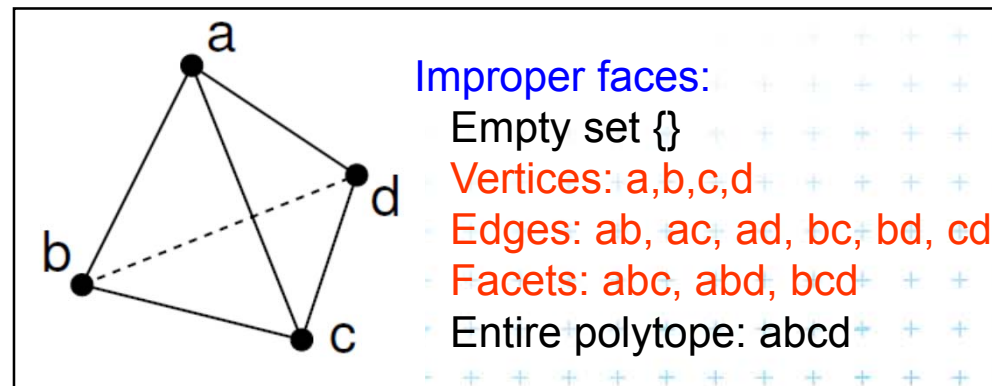 a
Improper faces:
Empty set {}
Vertices: a,b,c,d
d
Edges: ab, ac, ad, bc, bd, cd
b
Facets: abc, abd, bcd
c
Entire polytope: abcd